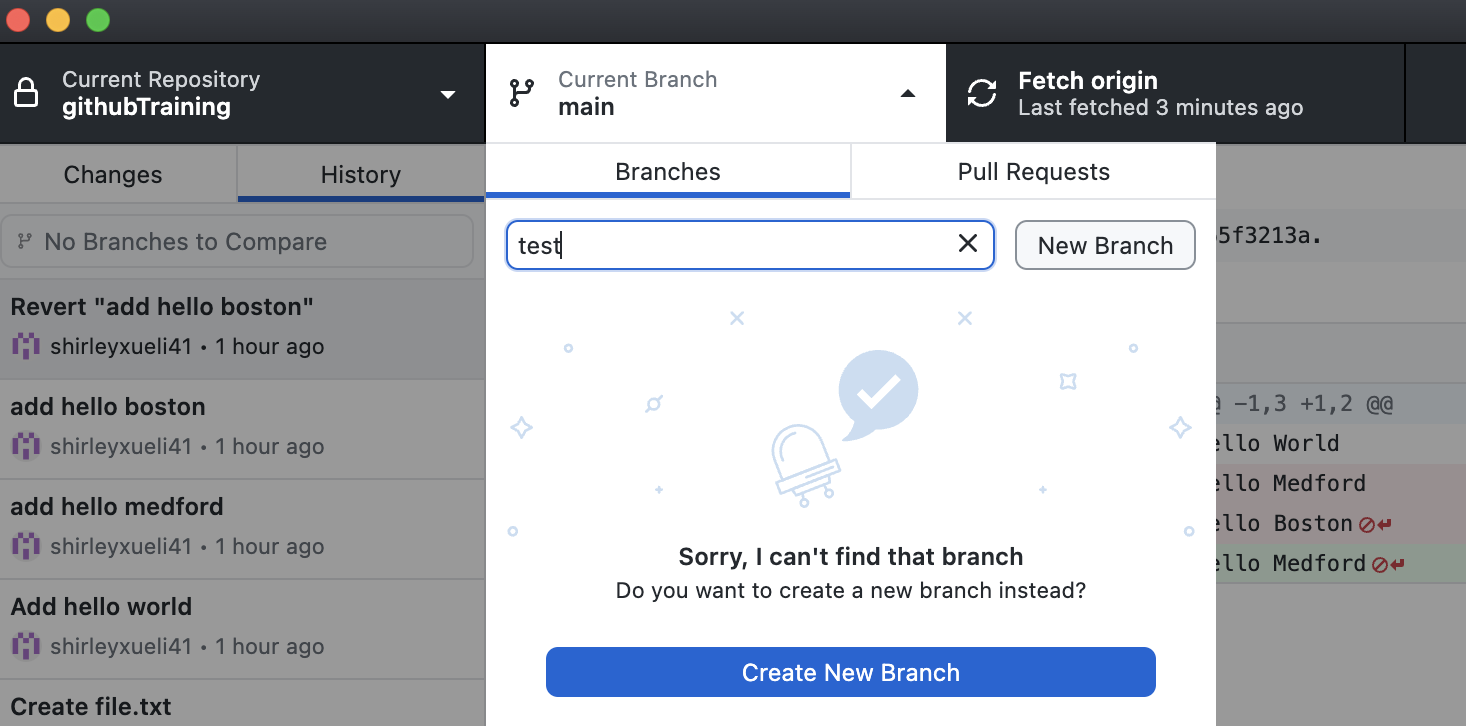 Current Repository
githubTraining
Current Branch
main
Fetch origin
Last fetched 3 minutes ago
Changes
History
No Branches to Compare
Revert "add hello boston"
shirleyxueli41 • 1 hour ago
add hello boston
shirleyxueli41 • 1 hour ago
add hello medford
shirleyxueli41 • 1 hour ago
Add hello world
shirleyxueli41 • 1 hour ago
Create file.txt
Branches
Pull Requests
test
New Branch
Sorry, I can't find that branch
Do you want to create a new branch instead?
Create New Branch
5f3213a.
@ −1,3 +1,2 @@
ello World
ello Medford
ello Boston
ello Medford